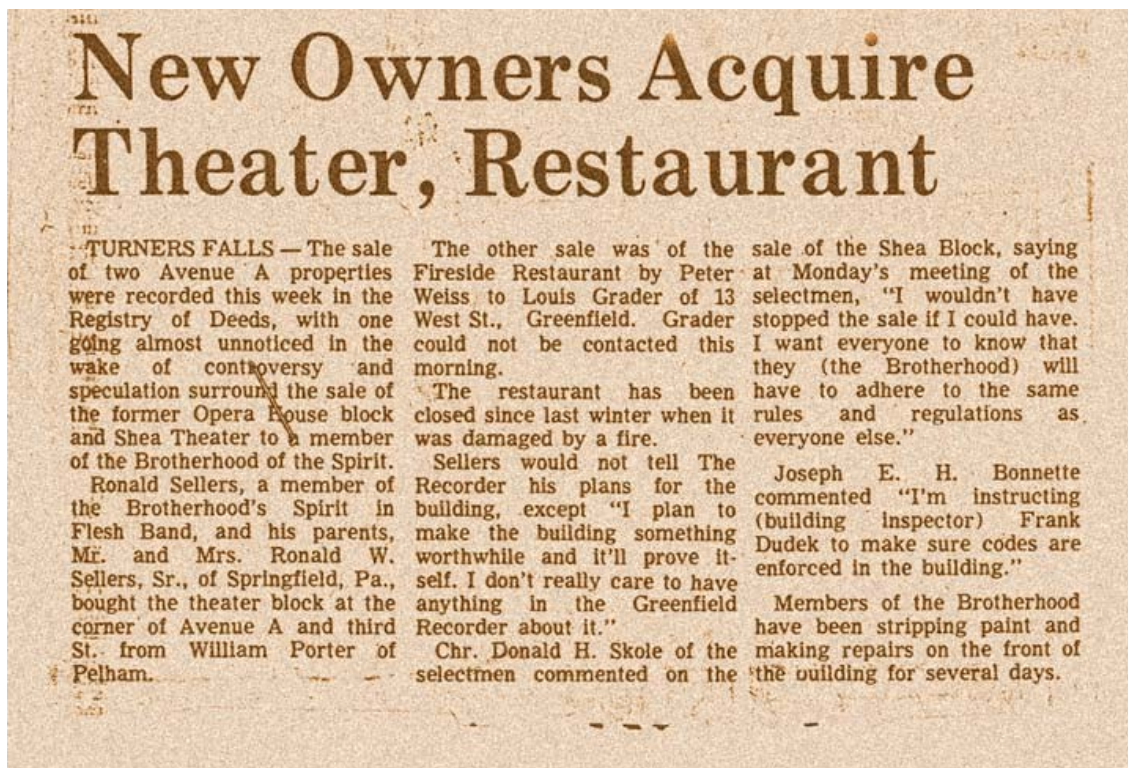 New Owners Acquire
Theater, Restaurant
TURNERS FALLS — The sale
of two Avenue A properties
were recorded this week in the
Registry of Deeds, with one
going almost unnoticed in the
wake of controversy and
speculation surround the sale of
the former Opera House block
and Shea Theater to a member
of the Brotherhood of the Spirit.
Ronald Sellers, a member of
the Brotherhood's Spirit in
Flesh Band, and his parents,
Mr. and Mrs. Ronald W.
Sellers, Sr., of Springfield, Pa.,
bought the theater block at the
corner of Avenue A and third
St. from William Porter of
Pelham.
The other sale was of the
Fireside Restaurant by Peter
Weiss to Louis Grader of 13
West St., Greenfield. Grader
could not be contacted this
morning.
The restaurant has been
closed since last winter when it
was damaged by a fire.
Sellers would not tell The
Recorder his plans for the
building, except "I plan to
make the building something
worthwhile and it'll prove it-
self. I don't really care to have
anything in the Greenfield
Recorder about it."
Chr. Donald H. Skole of the
selectmen commented on the
sale of the Shea Block, saying
at Monday's meeting of the
selectmen, "I wouldn't have
stopped the sale if I could have.
I want everyone to know that
they (the Brotherhood) will
have to adhere to the same
rules and regulations as
everyone else."
Joseph E. H. Bonnette
commented "I'm instructing
(building inspector) Frank
Dudek to make sure codes are
enforced in the building."
Members of the Brotherhood
have been stripping paint and
making repairs on the front of
the building for several days.